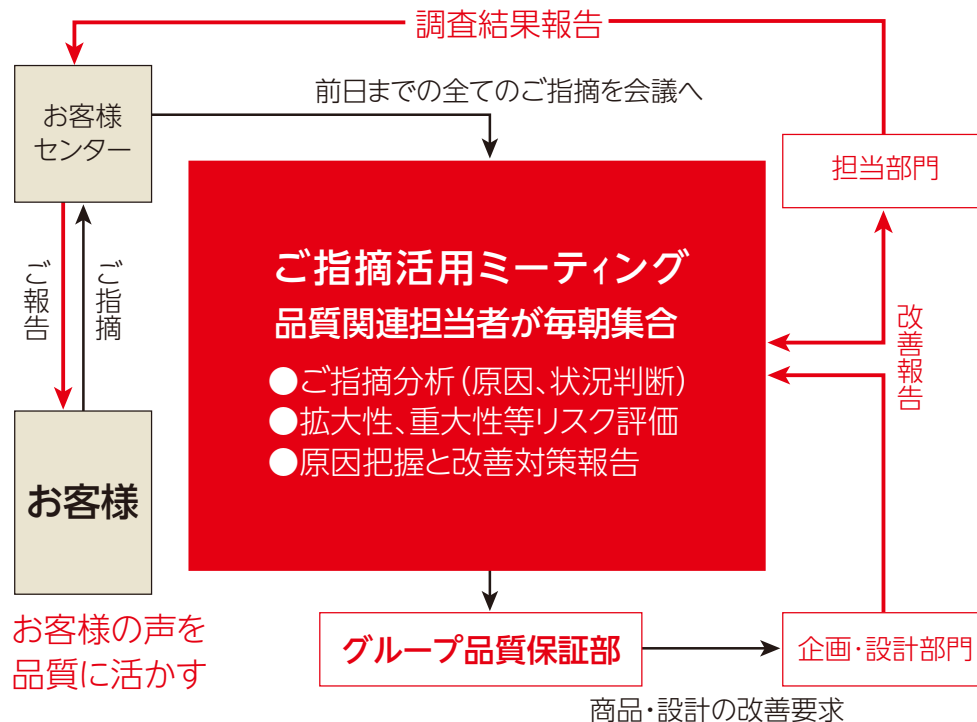 調査結果報告
お客様
センター
前日までの全てのご指摘を会議へ
担当部門
ご報告
ご指摘
ご指摘活用ミーティング
品質関連担当者が毎朝集合
●ご指摘分析(原因、状況判断)
●拡大性、重大性等リスク評価
●原因把握と改善対策報告
改善報告
お客様
お客様の声を
品質に活かす
グループ品質保証部
企画・設計部門
商品・設計の改善要求